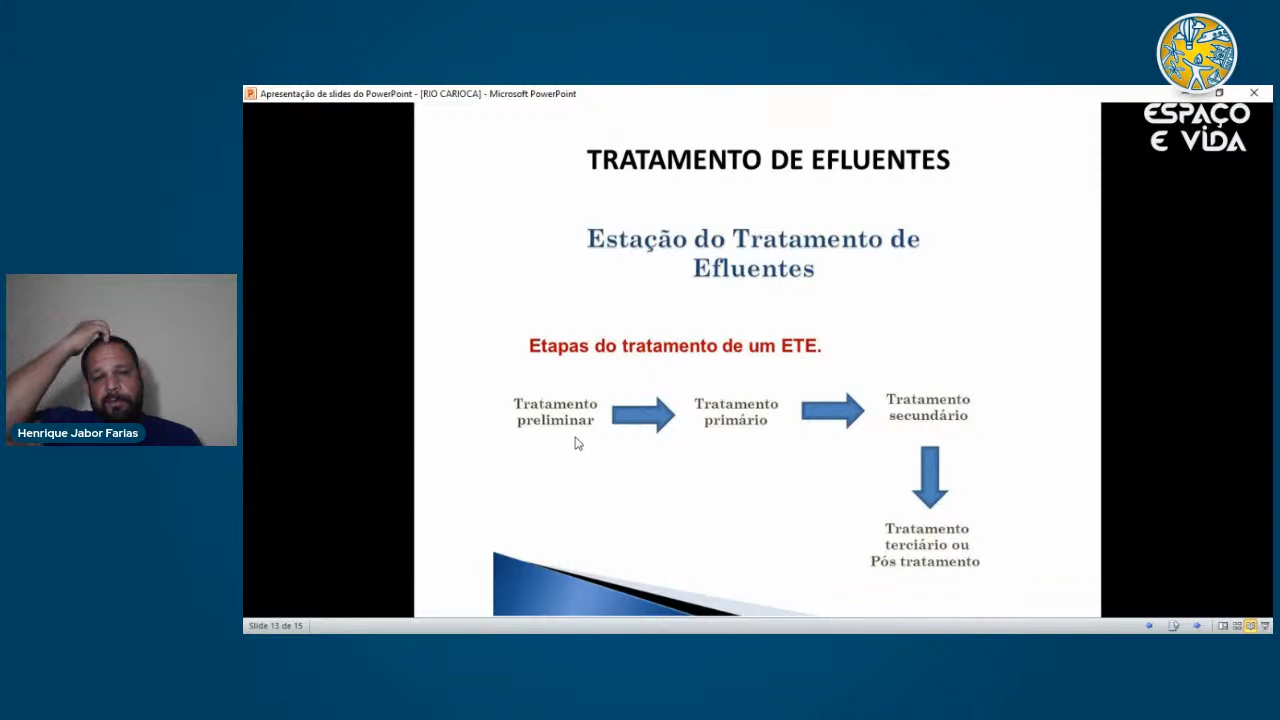 ESPAÇO
E VIDA
Apresentação de slides do PowerPoint - [RIO CARIOCA] - Microsoft PowerPoint
TRATAMENTO DE EFLUENTES
Estação do Tratamento de
Efluentes
Etapas do tratamento de um ETE.
Tratamento
preliminar
Tratamento
primário
Tratamento
secundário
Tratamento
terciário ou
Pós tratamento
Henrique Jabor Farias
Slide 13 de 15